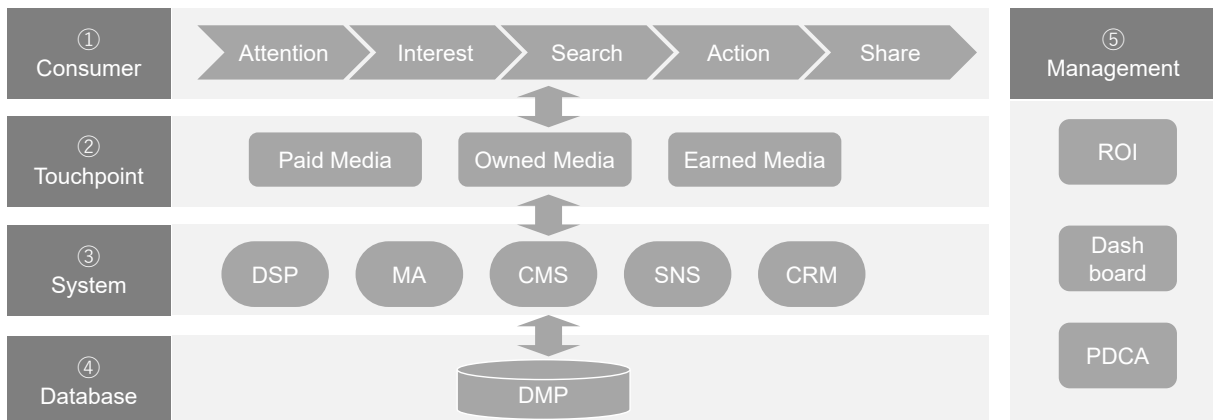 ①
Consumer
Attention
Interest
Search
Action
Share
②
Touchpoint
Paid Media
Owned Media
Earned Media
③
System
DSP
MA
CMS
SNS
CRM
④
Database
DMP
⑤
Management
ROI
Dash
board
PDCA